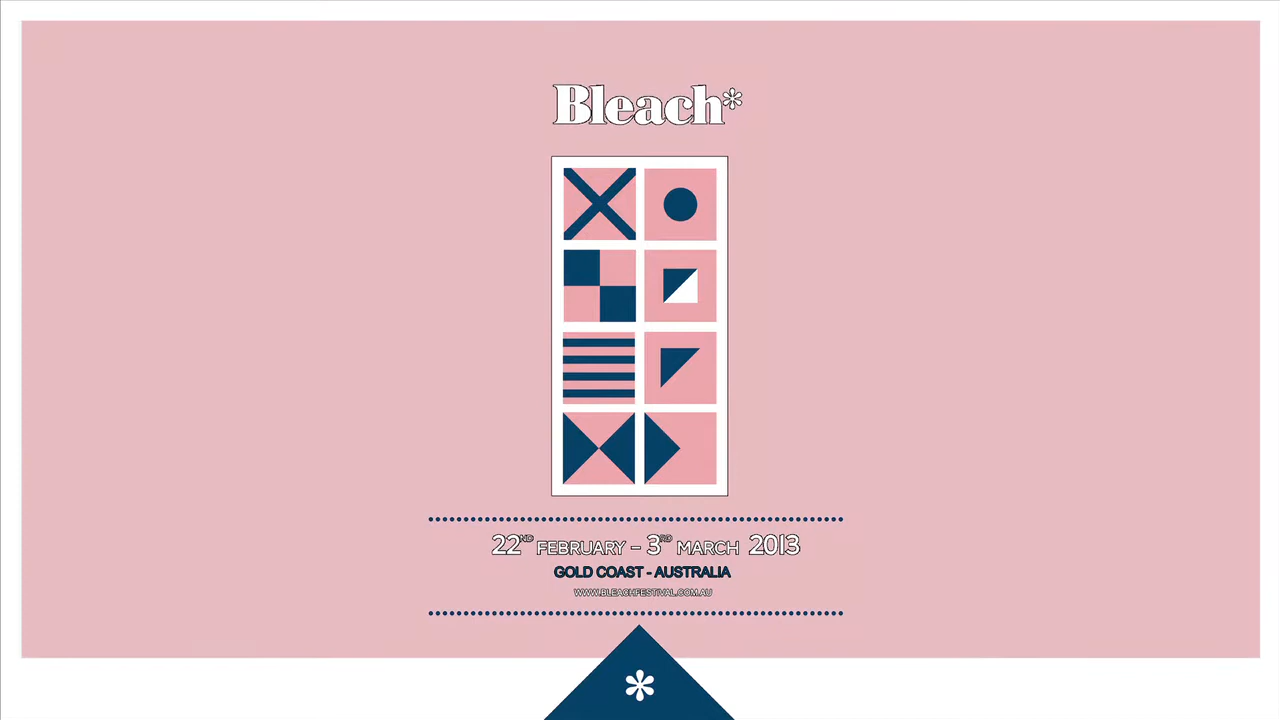 Bleach*
22ND FEBRUARY - 3RD MARCH 2013
GOLD COAST - AUSTRALIA
WWW.BLEACHFESTIVAL.COM.AU
*